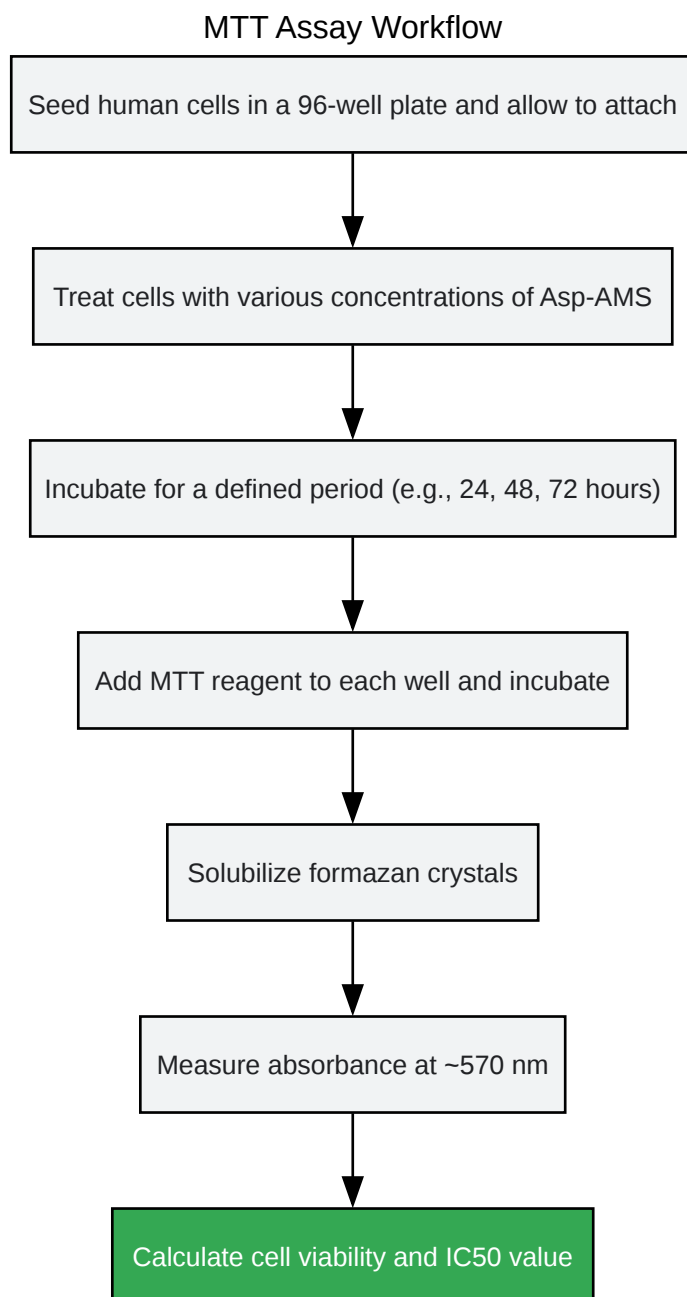 MTT Assay Workflow
Seed human cells in a 96-well plate and allow to attach
Treat cells with various concentrations of Asp-AMS
Incubate for a defined period (e.g., 24, 48, 72 hours)
Add MTT reagent to each well and incubate
Solubilize formazan crystals
Measure absorbance at ~570 nm
Calculate cell viability and IC50 value